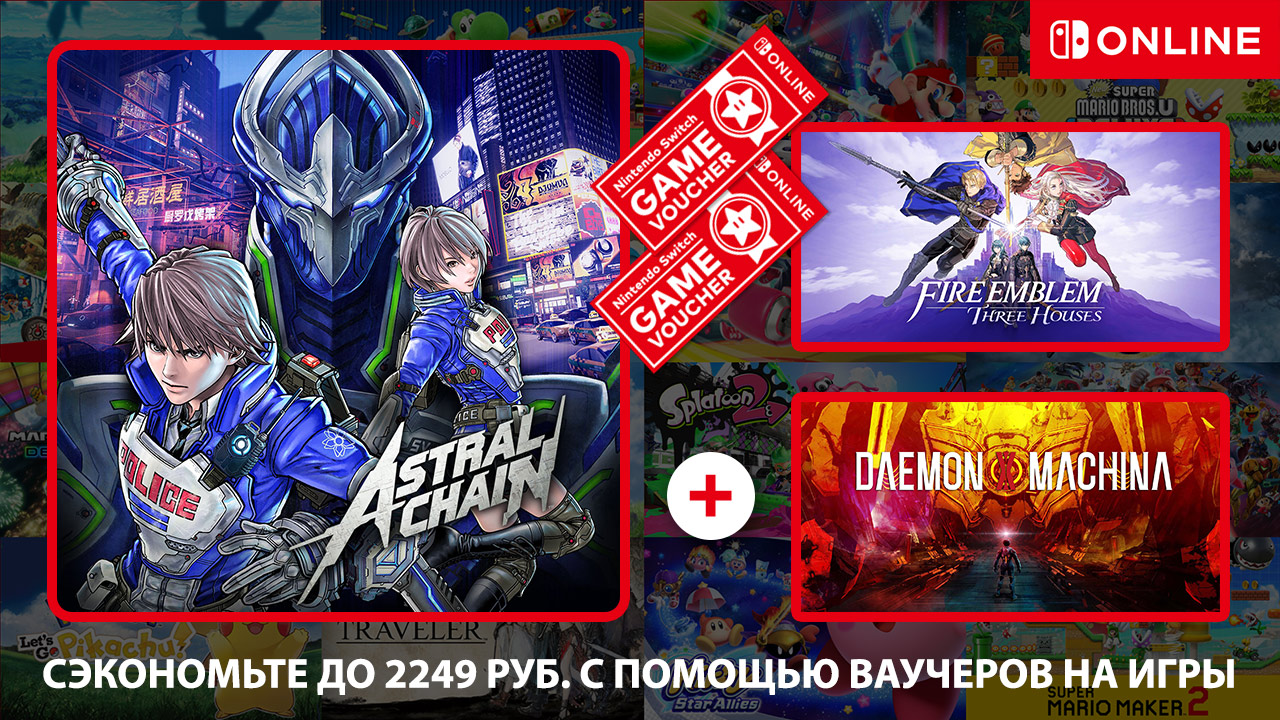 ONLINE
SUPER
MARIO BROS.U
ONLINE
Nintendo Switch
GAME
VOUCHER
ONLINE
Nintendo Switch
GAME
VOUCHER
POLICE
POLICE
ASTRAL
CHAIN
FIRE EMBLEM
THREE HOUSES
Splatoon 2
+
DAEMON X MACHINA
Let's
Go Pikachu!
TRAVELER
СЭКОНОМЬТЕ ДО 2249 РУБ. С ПОМОЩЬЮ ВАУЧЕРОВ НА ИГРЫ
Star Allies
SUPER
MARIO MAKER 2